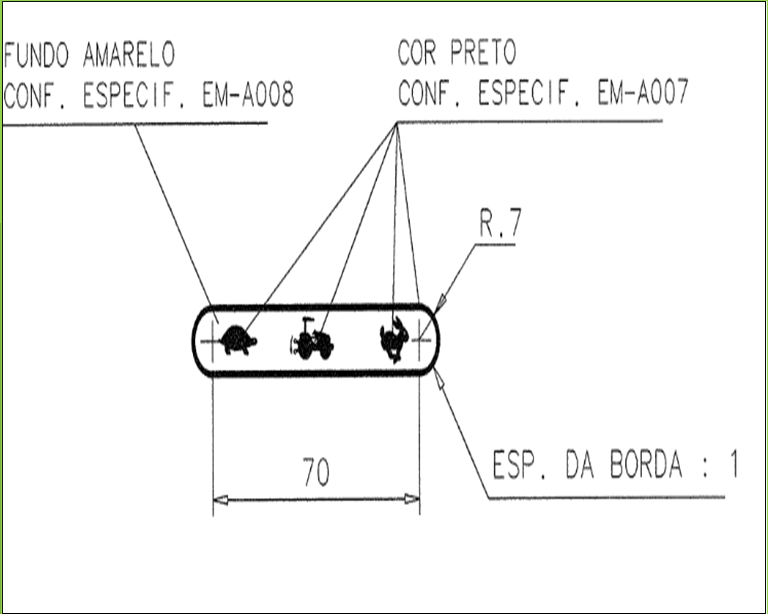 FUNDO AMARELO
CONF. ESPECIF. EM-A008
COR PRETO
CONF. ESPECIF. EM-A007
R.7
ESP. DA BORDA : 1
70